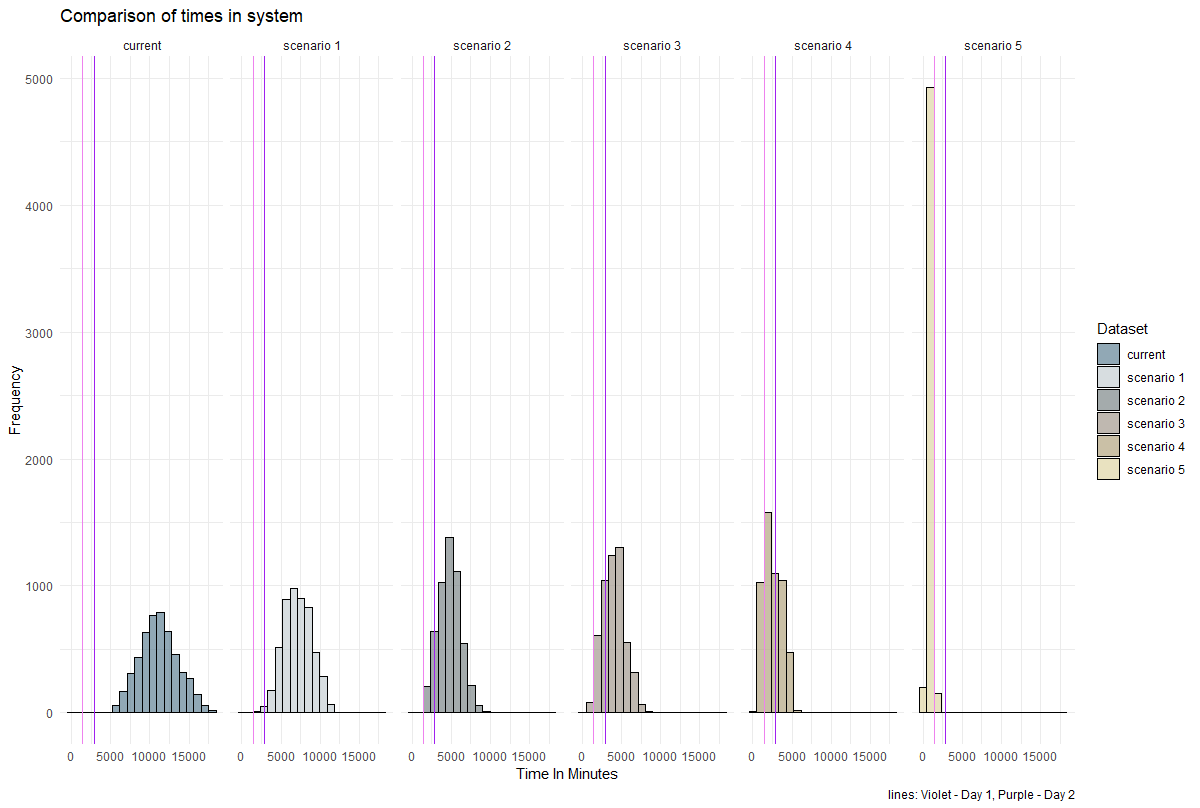 Comparison of times in system
current scenario 1 scenario 2 scenario 3 scenario 4 scenario 5
5000
4000
3000
2000
1000
0
Frequency
0 5000 10000 15000 0 5000 10000 15000 0 5000 10000 15000 0 5000 10000 15000 0 5000 10000 15000 0 5000 10000 15000
Time In Minutes
Dataset
current
scenario 1
scenario 2
scenario 3
scenario 4
scenario 5
lines: Violet - Day 1, Purple - Day 2